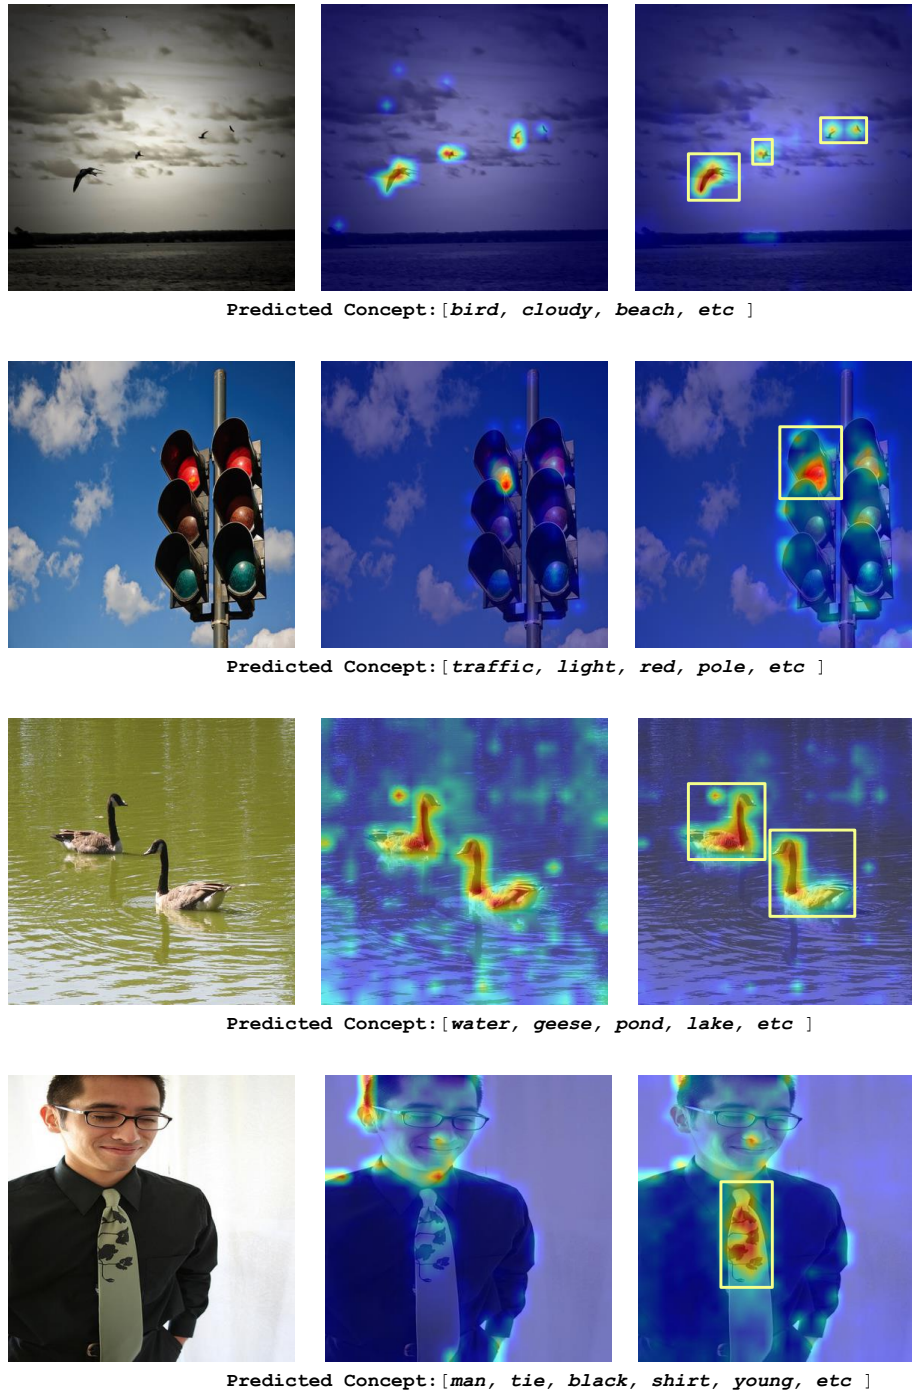 Predicted Concept:[bird, cloudy, beach, etc ]
Predicted Concept:[traffic, light, red, pole, etc ]
Predicted Concept:[water, geese, pond, lake, etc ]
Predicted Concept:[man, tie, black, shirt, young, etc ]